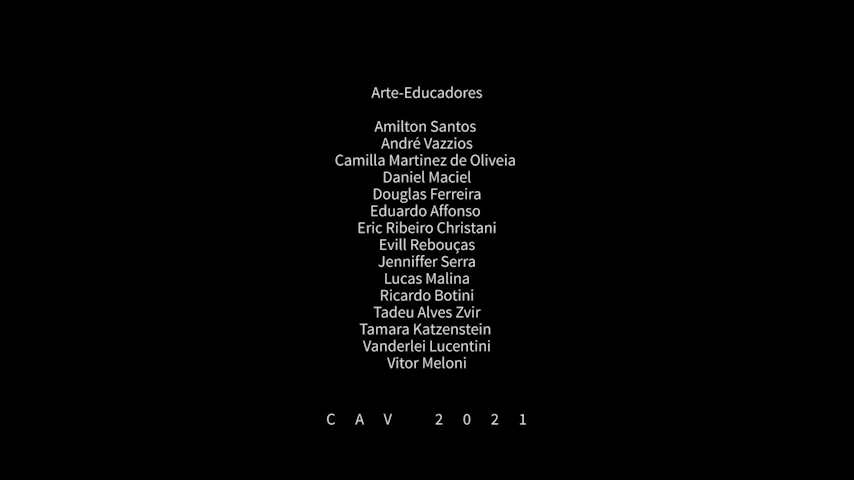 Arte-Educadores
Amilton Santos
André Vazzios
Camilla Martinez de Oliveia
Daniel Maciel
Douglas Ferreira
Eduardo Affonso
Eric Ribeiro Christani
Evill Rebouças
Jenniffer Serra
Lucas Malina
Ricardo Botini
Tadeu Alves Zvir
Tamara Katzenstein
Vanderlei Lucentini
Vitor Meloni
C A V 2 0 2 1